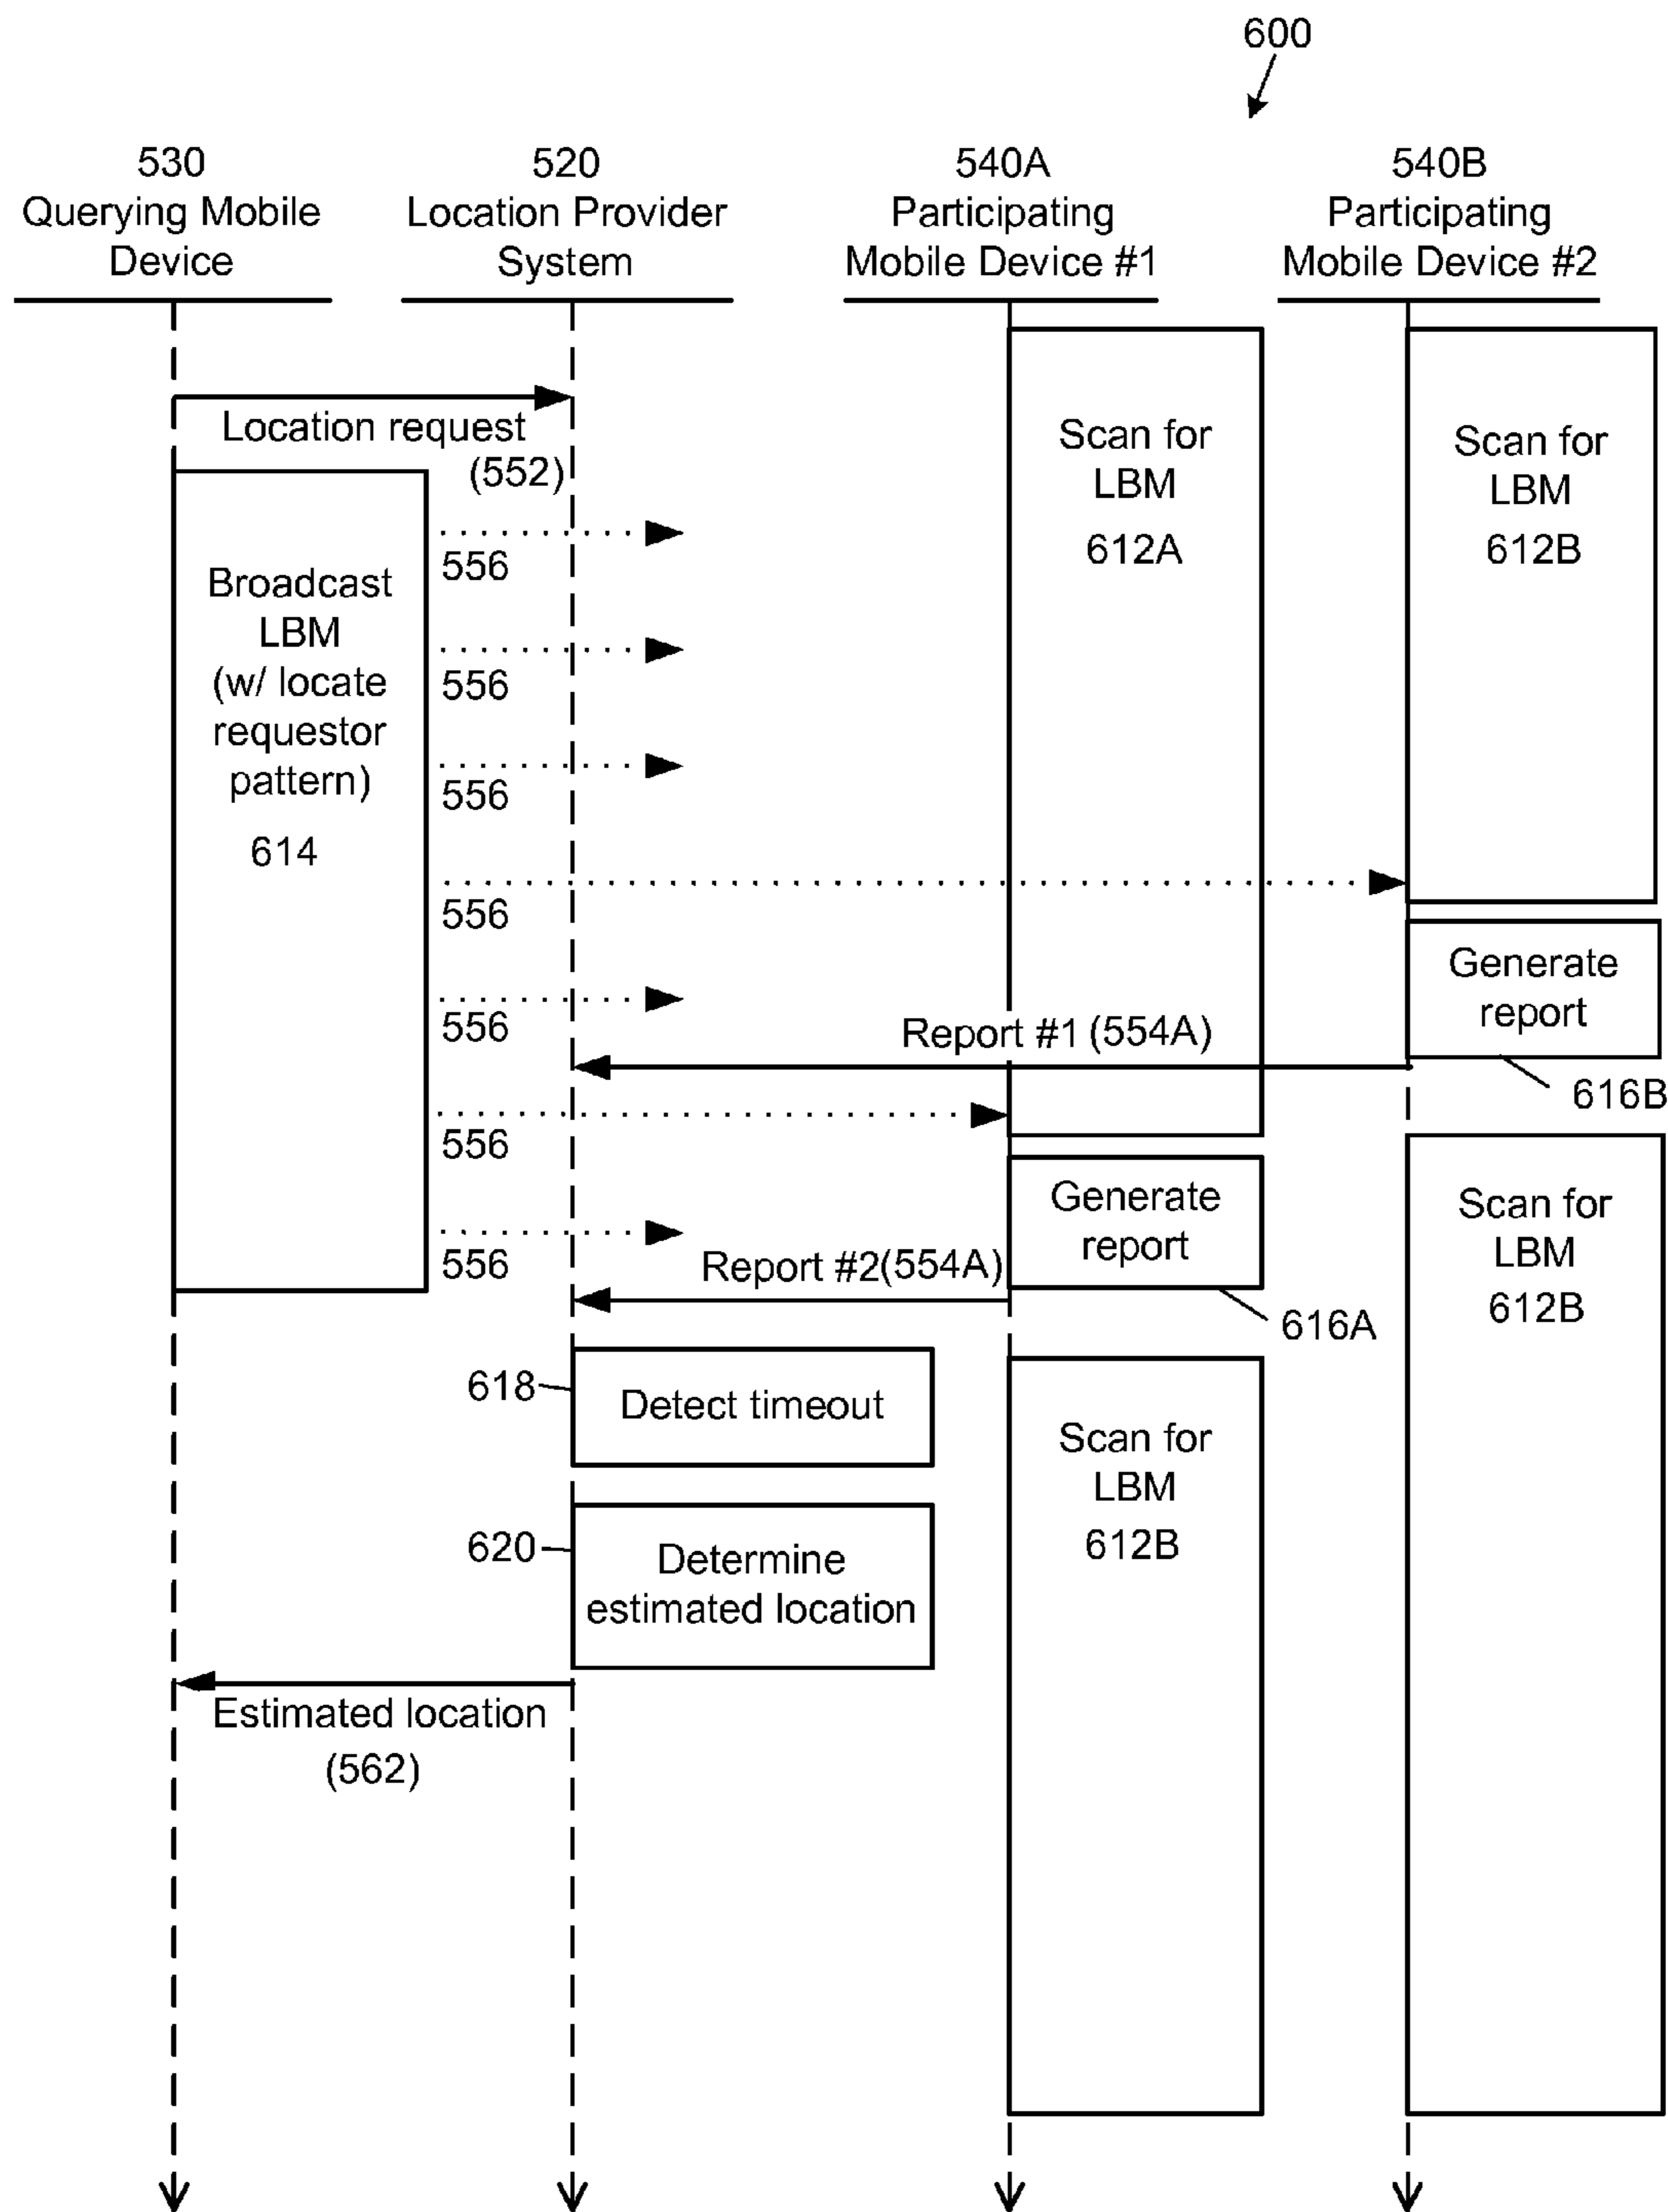 600
530
Querying Mobile
Device
520
Location Provider
System
540A
Participating
Mobile Device #1
540B
Participating
Mobile Device #2
Location request
(552)
Scan for
LBM
612A
Scan for
LBM
612B
Broadcast
LBM
(w/ locate
requestor
pattern)
614
556
556
556
556
556
556
556
Generate
report
616B
Report #1 (554A)
Generate
report
616A
Report #2(554A)
Scan for
LBM
612B
618
Detect timeout
Scan for
LBM
612B
620
Determine
estimated location
Estimated location
(562)